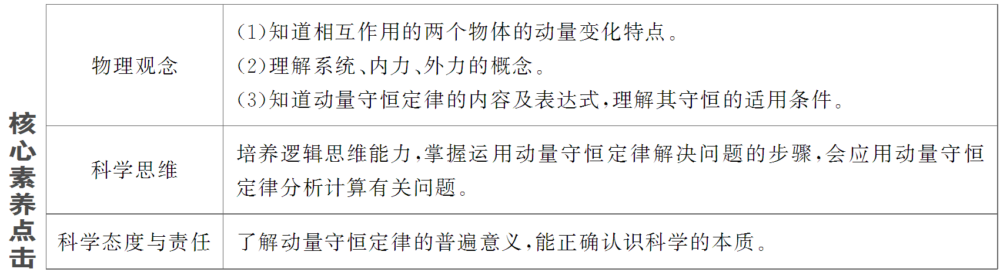 核心素养点击
物理观念
(1)知道相互作用的两个物体的动量变化特点。
(2)理解系统、内力、外力的概念。
(3)知道动量守恒定律的内容及表达式,理解其守恒的适用条件。
科学思维
培养逻辑思维能力,掌握运用动量守恒定律解决问题的步骤,会应用动量守恒
定律分析计算有关问题。
科学态度与责任
了解动量守恒定律的普遍意义,能正确认识科学的本质。